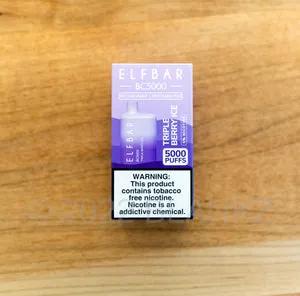 ELFBAR
BC5000
TRIPLE
BERRY ICE
5000
PUFFS
WARNING:
This product
contains tobacco
free nicotine.
Nicotine is an
addictive chemical.